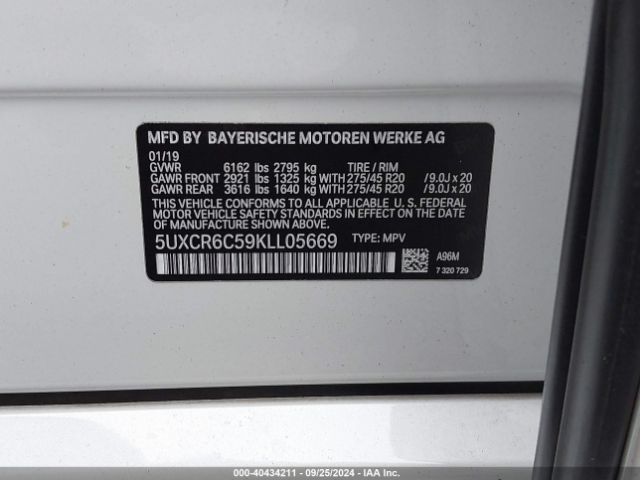 MFD BY BAYERISCHE MOTOREN WERKE AG
01/19
GVWR 6162 lbs 2795 kg TIRE / RIM
GAWR FRONT 2921 lbs 1325 kg WITH 275/45 R20 /9.0J x 20
GAWR REAR 3616 lbs 1640 kg WITH 275/45 R20 /9.0J x 20
THIS VEHICLE CONFORMS TO ALL APPLICABLE U. S. FEDERAL
MOTOR VEHICLE SAFETY STANDARDS IN EFFECT ON THE DATE
OF MANUFACTURE SHOWN ABOVE.
5UXCR6C59KLL05669 TYPE: MPV
A96M
7 320 729
000-40434211 - 09/25/2024 - IAA Inc.